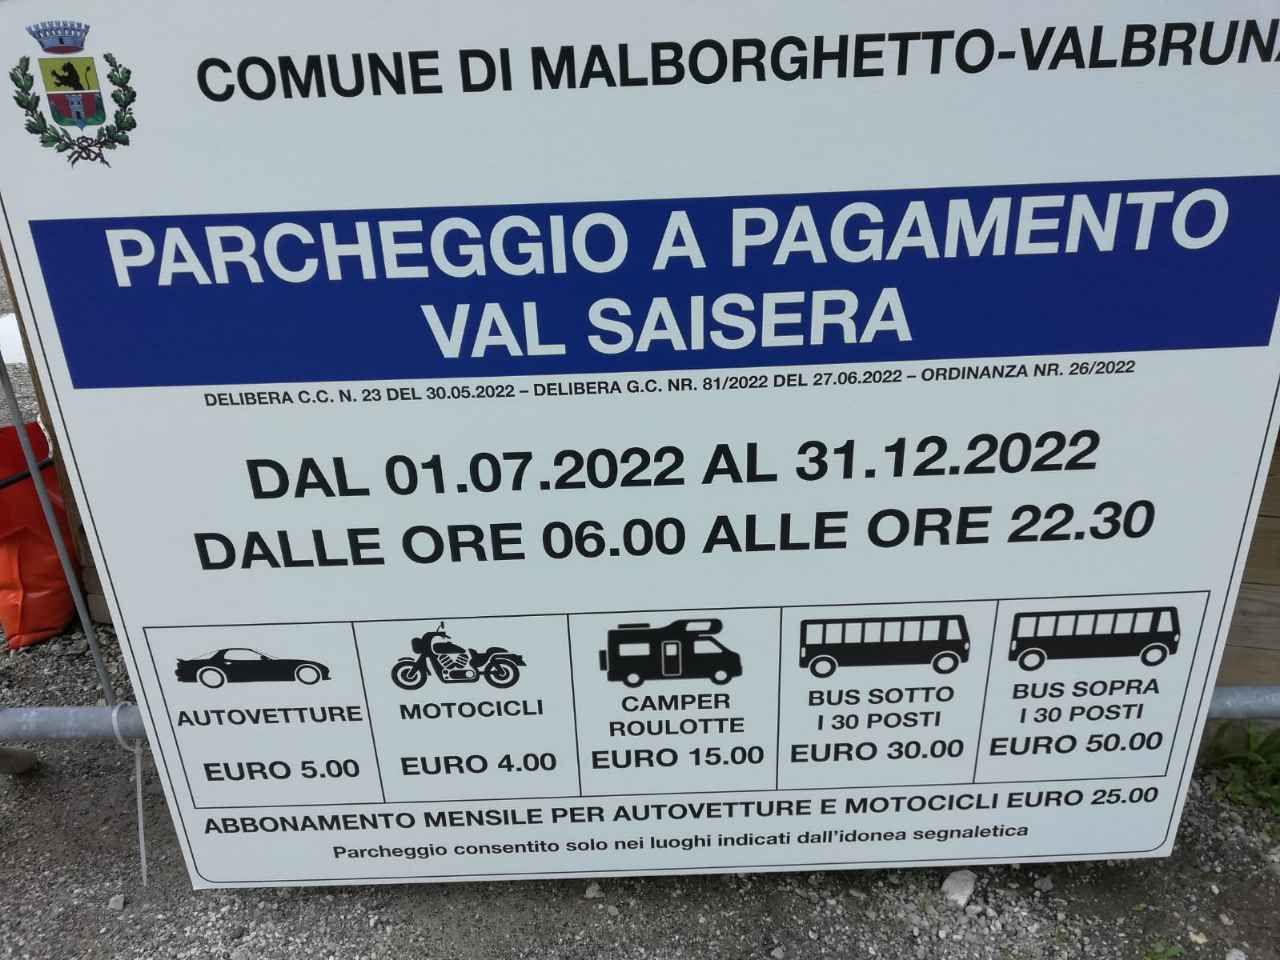 COMUNE DI MALBORGHETTO-VALBRUNA
PARCHEGGIO A PAGAMENTO
VAL SAISERA
DELIBERA C.C. N. 23 DEL 30.05.2022 – DELIBERA G.C. NR. 81/2022 DEL 27.06.2022 – ORDINANZA NR. 26/2022
DAL 01.07.2022 AL 31.12.2022
DALLE ORE 06.00 ALLE ORE 22.30
AUTOVETTURE
EURO 5.00
MOTOCICLI
EURO 4.00
CAMPER
ROULOTTE
EURO 15.00
BUS SOTTO
I 30 POSTI
EURO 30.00
BUS SOPRA
I 30 POSTI
EURO 50.00
ABBONAMENTO MENSILE PER AUTOVETTURE E MOTOCICLI EURO 25.00
Parcheggio consentito solo nei luoghi indicati dall'idonea segnaletica